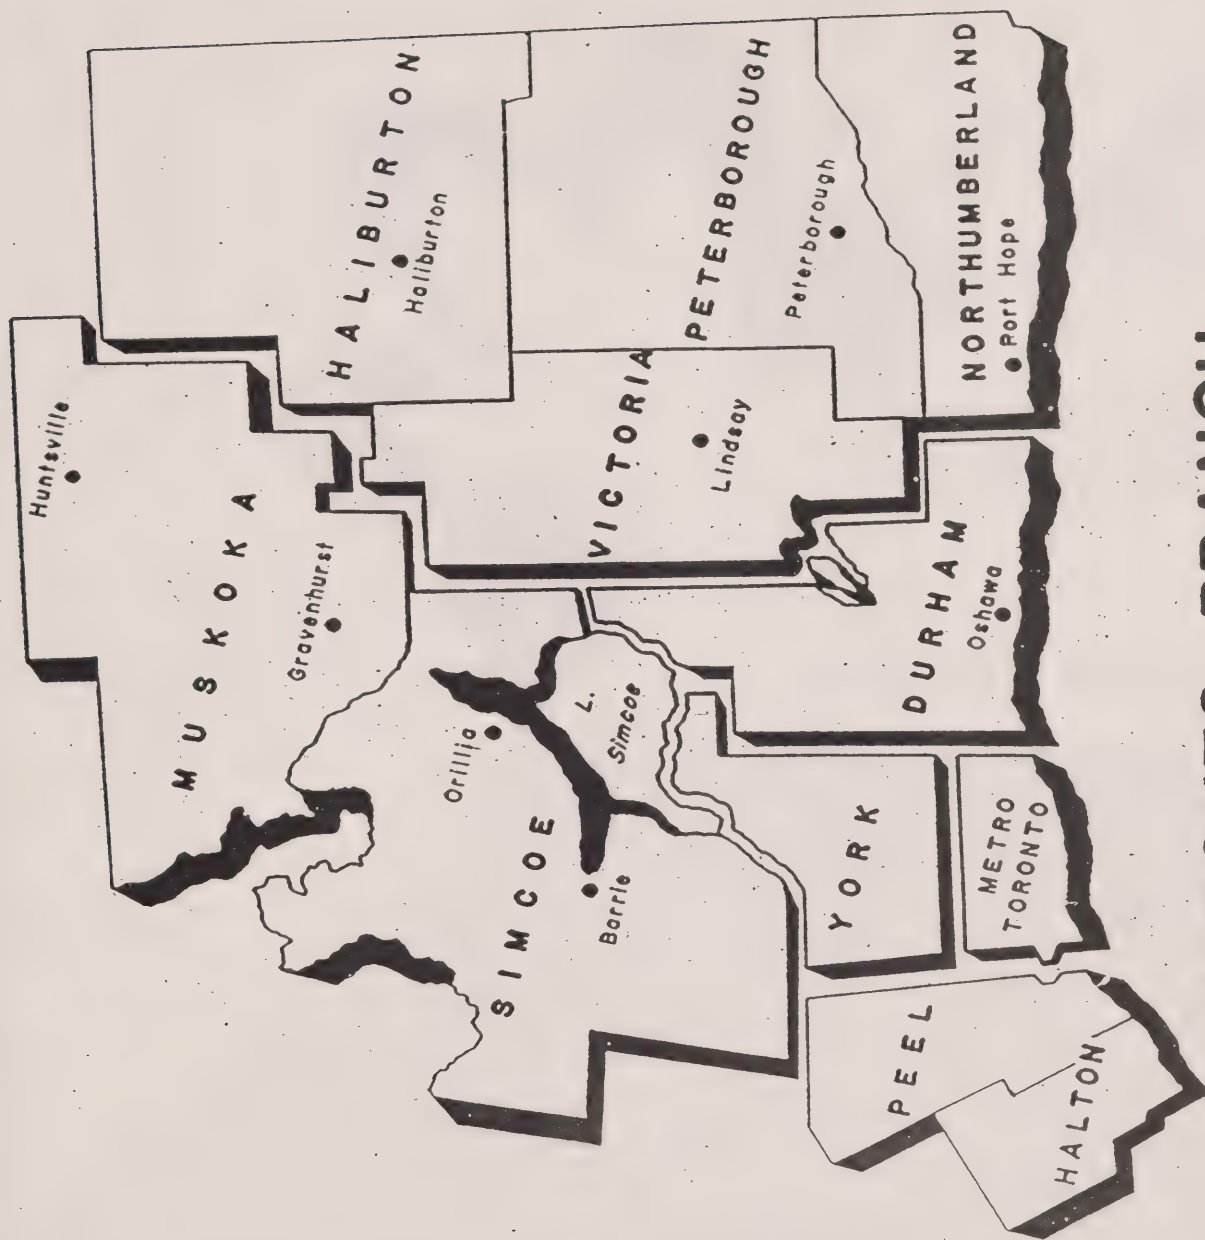 Huntsville
MUSKOKA
Gravenhurst
HALIBURTON
Haliburton
Orillia
SIMCOE
Barrie
L.
Simcoe
VICTORIA
Lindsay
PETERBOROUGH
Peterborough
NORTHUMBERLAND
Port Hope
DURHAM
Oshawa
YORK
METRO
TORONTO
PEEL
HALTON